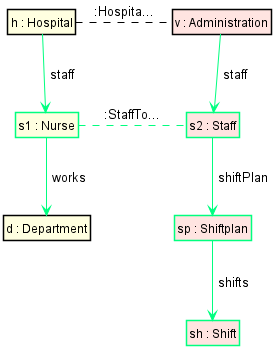 :Hospita...
h : Hospital
v : Administration
staff
staff
:StaffTo...
s1 : Nurse
s2 : Staff
works
shiftPlan
d : Department
sp : Shiftplan
shifts
sh : Shift